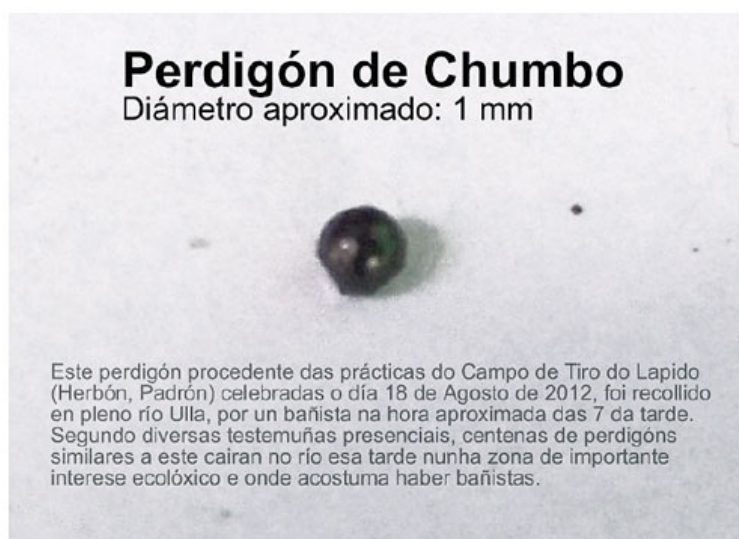 Perdigón de Chumbo
Diámetro aproximado: 1 mm
Este perdigón procedente das prácticas do Campo de Tiro do Lapido
(Herbón, Padrón) celebradas o día 18 de Agosto de 2012, foi recollido
en pleno río Ulla, por un bañista na hora aproximada das 7 da tarde.
Segundo diversas testemuñas presenciais, centenas de perdigóns
similares a este cairan no río esa tarde nunha zona de importante
interese ecolóxico e onde acostuma haber bañistas.